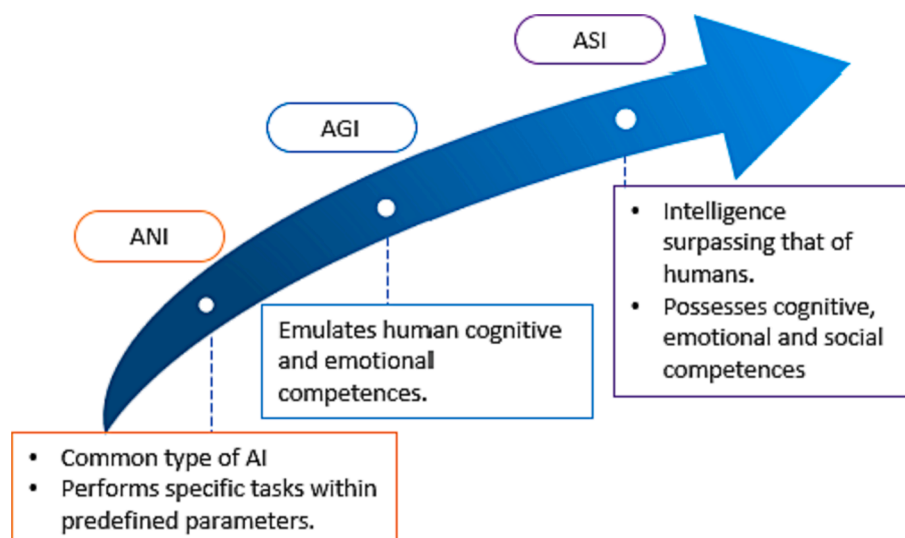 ASI
AGI
ANI
• Intelligence
surpassing that of
humans.
• Possesses cognitive,
emotional and social
competences
Emulates human cognitive
and emotional
competences.
• Common type of AI
• Performs specific tasks within
predefined parameters.